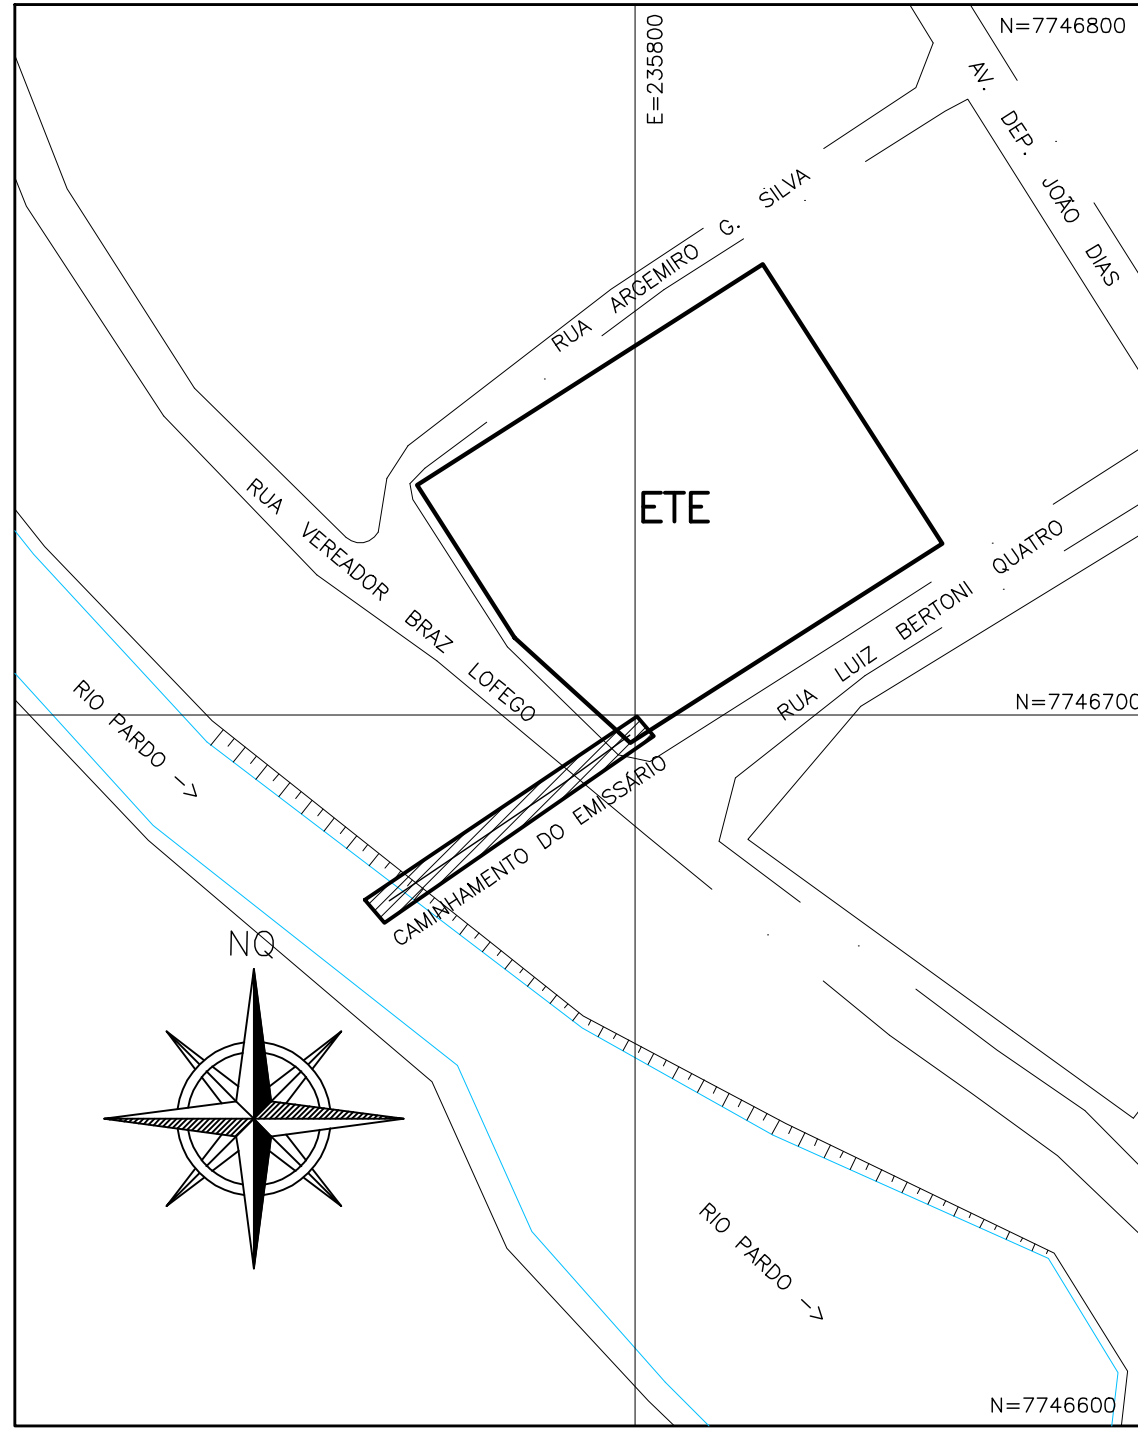 N=7746800
E=235800
AV. DEP. JOÃO DIAS
RUA ARGEMIRO G. SILVA
ETE
RUA VEREADOR BRAZ LOFEGO
RUA LUIZ BERTONI QUATRO
RIO PARDO ->
N=7746700
CAMINHAMENTO DO EMISSÁRIO
NQ
RIO PARDO ->
N=7746600